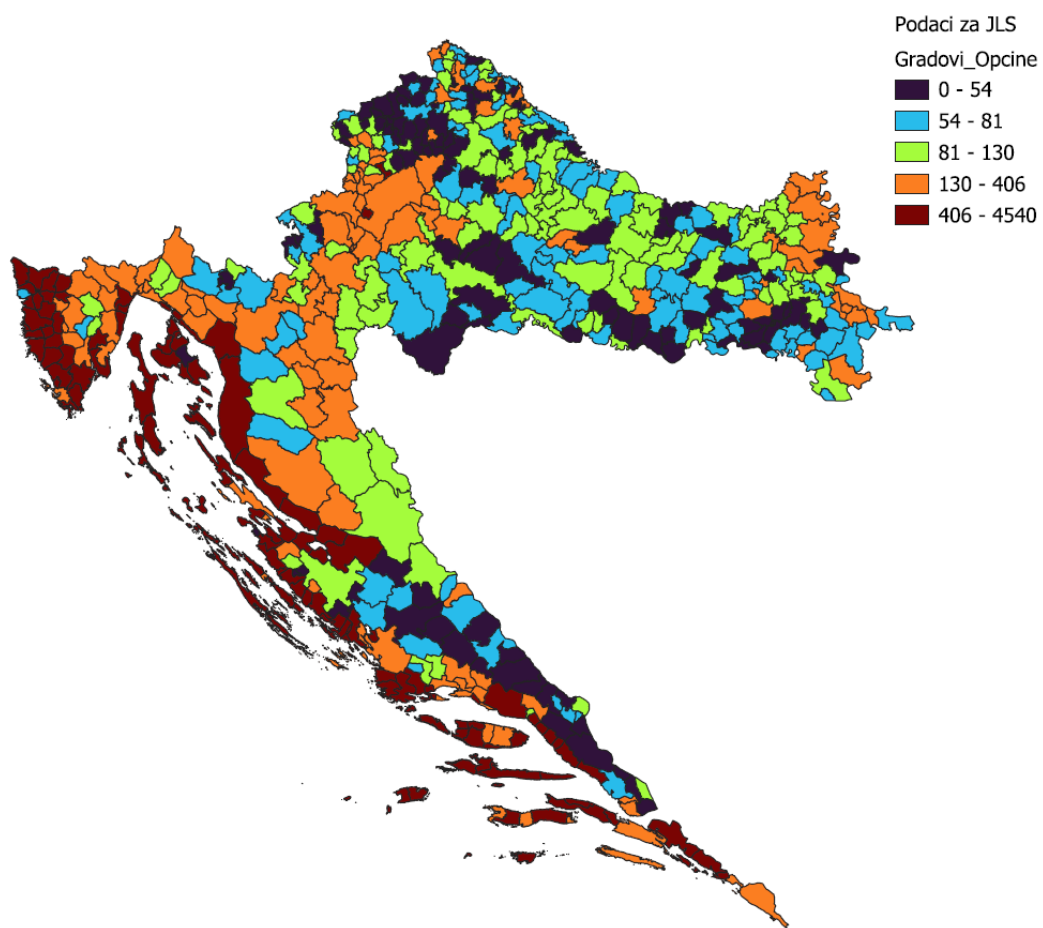 Podaci za JLS
Gradovi_Opcine
0 - 54
54 - 81
81 - 130
130 - 406
406 - 4540